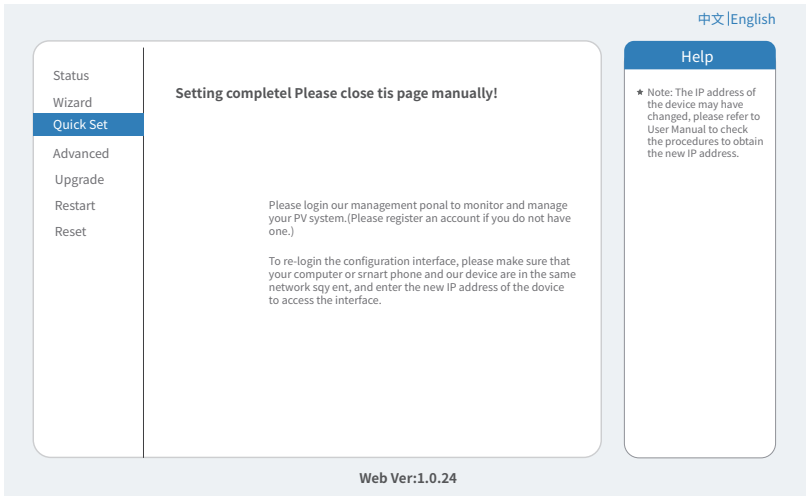 中文|English
Status
Wizard
Quick Set
Advanced
Upgrade
Restart
Reset
Setting completel Please close tis page manually!
Please login our management ponal to monitor and manage
your PV system.(Please register an account if you do not have
one.)
To re-login the configuration interface, please make sure that
your computer or srnart phone and our device are in the same
network sqy ent, and enter the new IP address of the dovice
to access the interface.
Help
★ Note: The IP address of
the device may have
changed, please refer to
User Manual to check
the procedures to obtain
the new IP address.
Web Ver:1.0.24